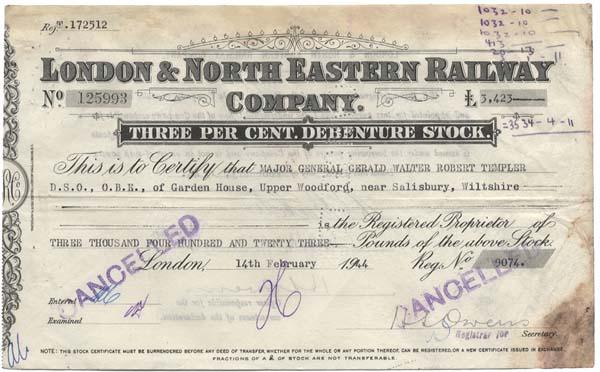 Regd. 172512
1032-10-
1032-10-
1032-10-
413
20-13
LONDON & NORTH EASTERN RAILWAY
COMPANY.
No 125993
£ 3,423
=3534-4-11
THREE PER CENT. DEBENTURE STOCK.
This is to Certify that MAJOR GENERAL GERALD WALTER ROBERT TEMPLER
D.S.O., O.B.E., of Garden House, Upper Woodford, near Salisbury, Wiltshire
is the Registered Proprietor of
THREE THOUSAND FOUR HUNDRED AND TWENTY THREE Pounds of the above Stock.
London, 14th February 1944 Reg. No 9074.
CANCELLED
CANCELLED
Entered
Examined
Owens
Registrar for Secretary.
NOTE: THIS STOCK CERTIFICATE MUST BE SURRENDERED BEFORE ANY DEED OF TRANSFER, WHETHER FOR THE WHOLE OR ANY PORTION THEREOF, CAN BE REGISTERED, OR A NEW CERTIFICATE ISSUED IN EXCHANGE.
FRACTIONS OF A £ OF STOCK ARE NOT TRANSFERABLE.